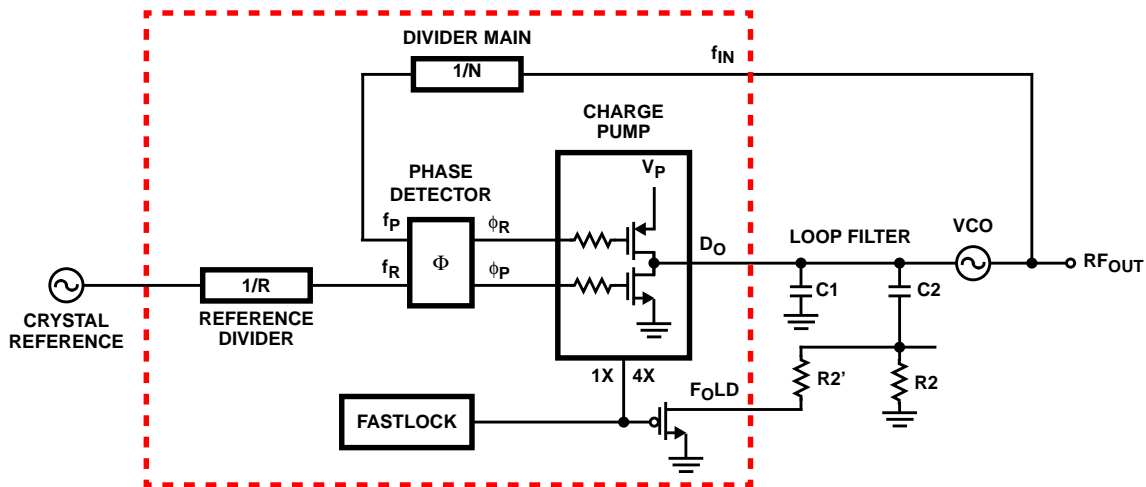 DIVIDER MAIN
1/N
fIN
CHARGE
PUMP
VP
PHASE
DETECTOR
fP
ϕR
DO
LOOP FILTER
VCO
fR
Φ
ϕP
RFOUT
1/R
C1
C2
CRYSTAL
REFERENCE
REFERENCE
DIVIDER
1X
4X
R2’
R2
FOLD
FASTLOCK